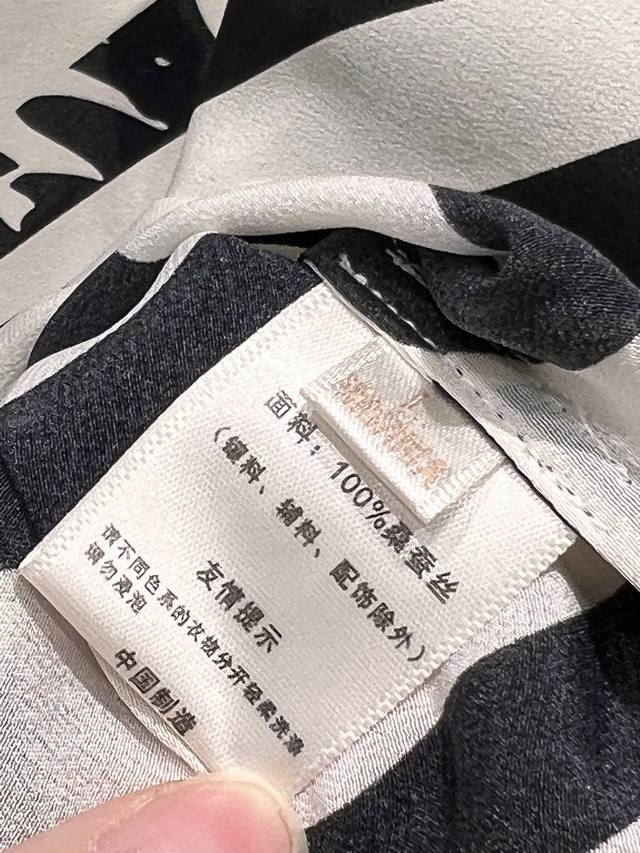 面料：100%桑蚕丝
（镶料、辅料、配饰除外）
友情提示
请不同色系的衣物分开轻柔洗涤
请勿浸泡
中国制造